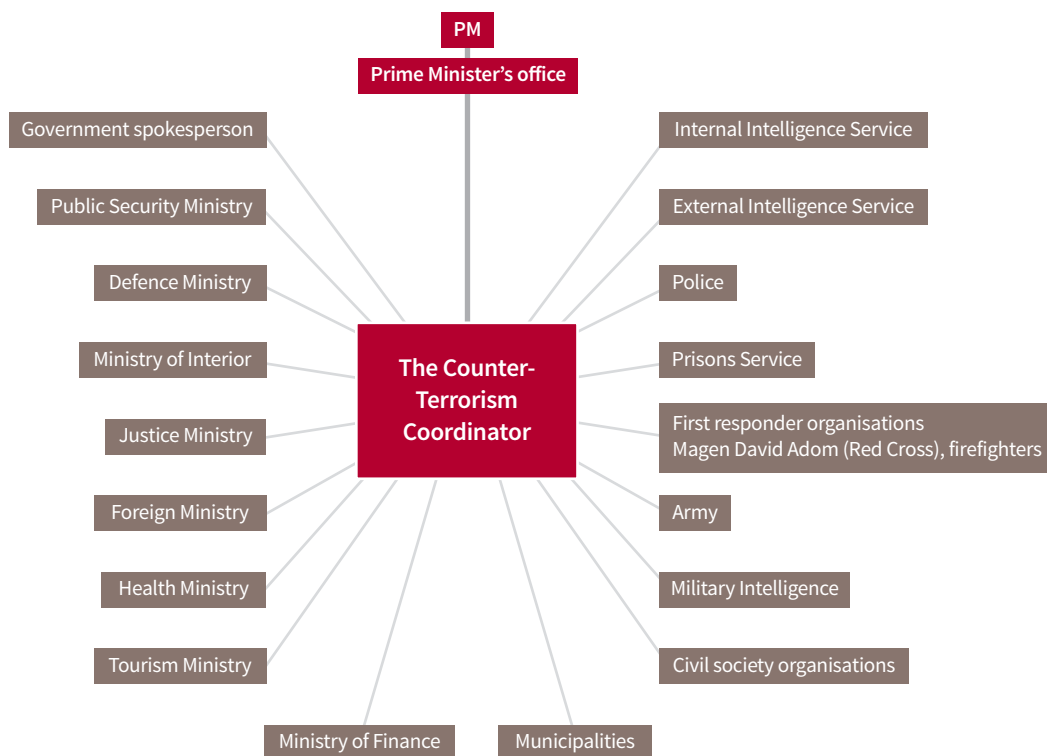 PM
Prime Minister’s office
Government spokesperson
Internal Intelligence Service
Public Security Ministry
External Intelligence Service
Defence Ministry
Police
Ministry of Interior
Prisons Service
The Counter-
Terrorism
Coordinator
Justice Ministry
First responder organisations
Magen David Adom (Red Cross), firefighters
Foreign Ministry
Army
Health Ministry
Military Intelligence
Tourism Ministry
Civil society organisations
Ministry of Finance
Municipalities